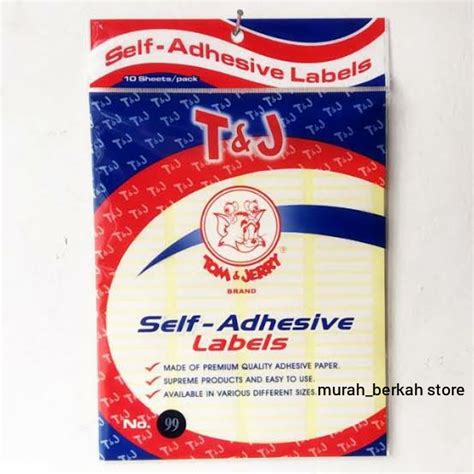 Self-Adhesive Labels
10 Sheets/pack
T&J
TOM & JERRY ®
BRAND
Self-Adhesive
Labels
✓ MADE OF PREMIUM QUALITY ADHESIVE PAPER.
✓ SUPREME PRODUCTS AND EASY TO USE.
✓ AVAILABLE IN VARIOUS DIFFERENT SIZES.
murah_berkah store
No. 99